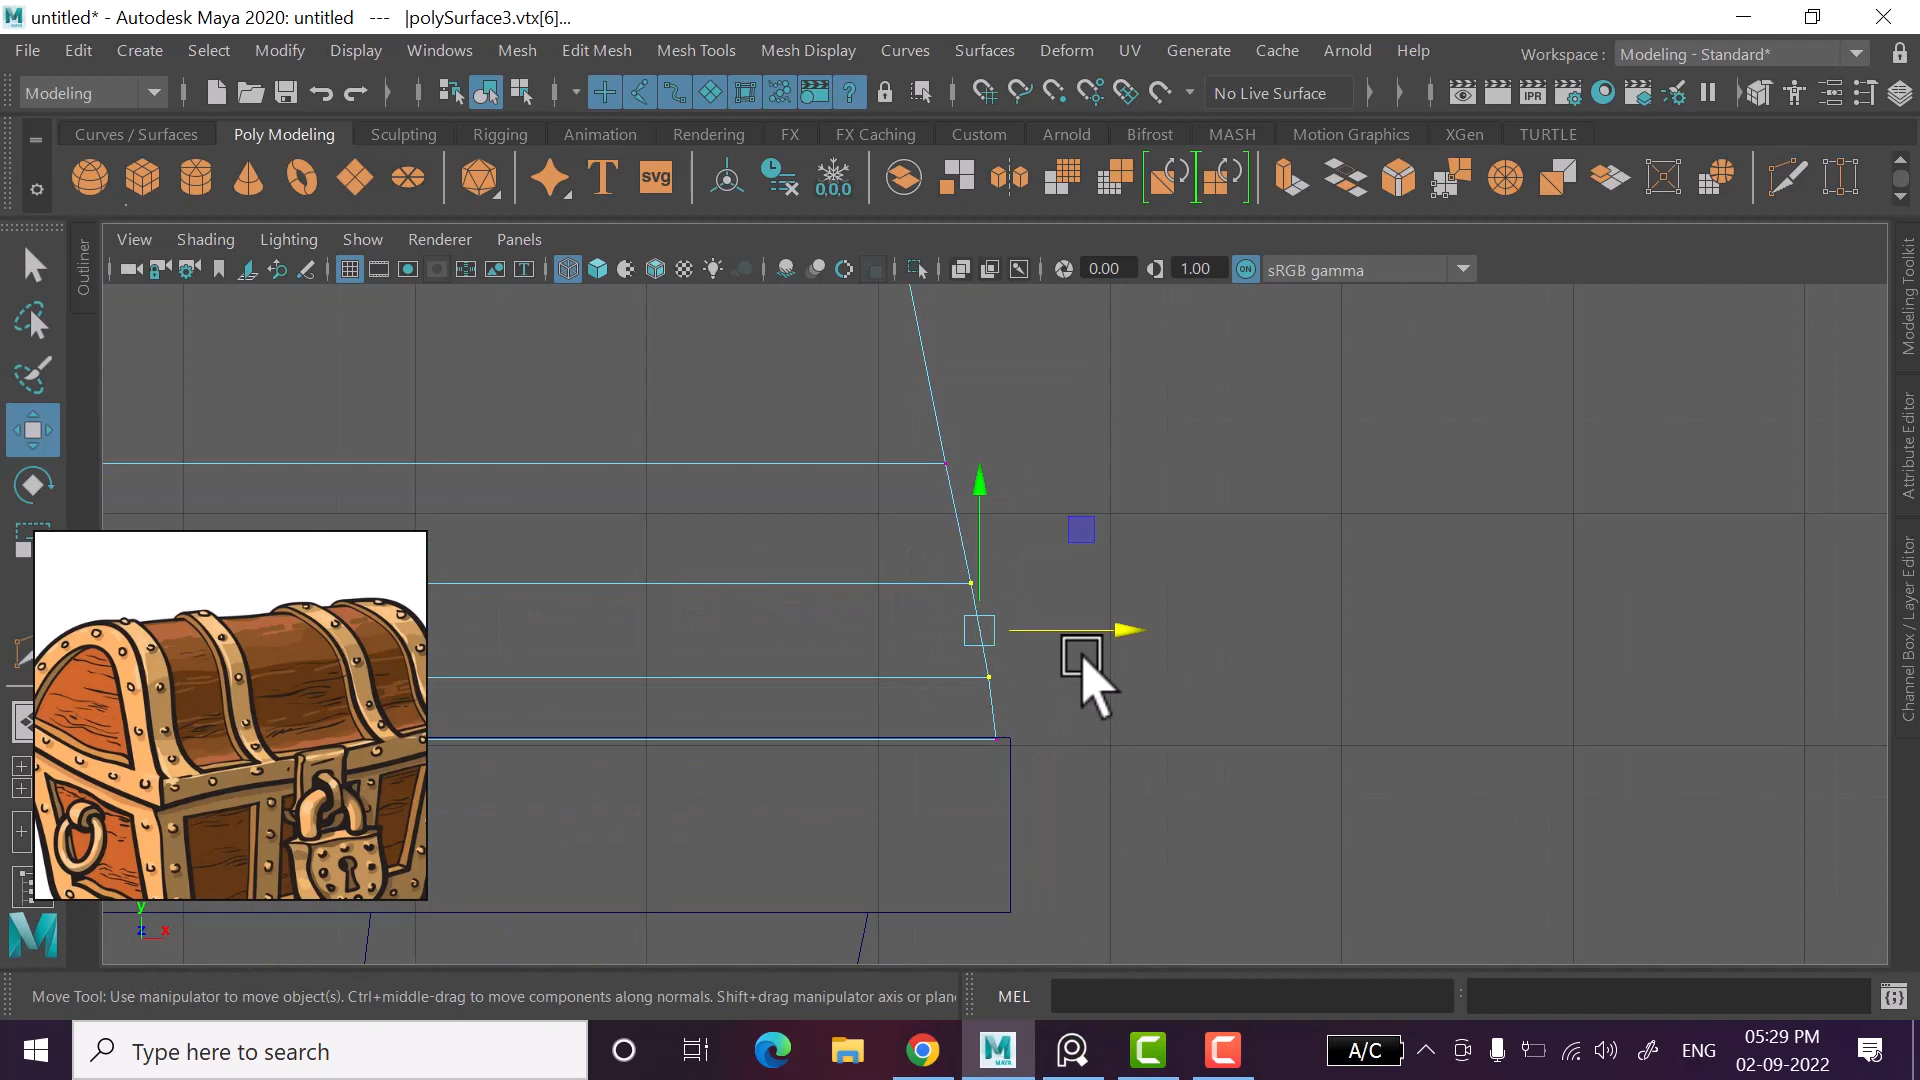 untitled* - Autodesk Maya 2020: untitled --- |polySurface3.vtx[6]...
File Edit Create Select Modify Display Windows Mesh Edit Mesh Mesh Tools Mesh Display Curves Surfaces Deform UV Generate Cache Arnold Help Workspace : Modeling - Standard*
Modeling No Live Surface IPR
Curves / Surfaces Poly Modeling Sculpting Rigging Animation Rendering FX FX Caching Custom Arnold Bifrost MASH Motion Graphics XGen TURTLE
T svg 0,0,0
View Shading Lighting Show Renderer Panels
T 0.00 1.00 ON sRGB gamma
Outliner
Modeling Toolkit
Attribute Editor
Channel Box / Layer Editor
y
z x
M
Move Tool: Use manipulator to move object(s). Ctrl+middle-drag to move components along normals. Shift+drag manipulator axis or plan MEL :
Type here to search
MAYA
A/C ENG
05:29 PM
02-09-2022